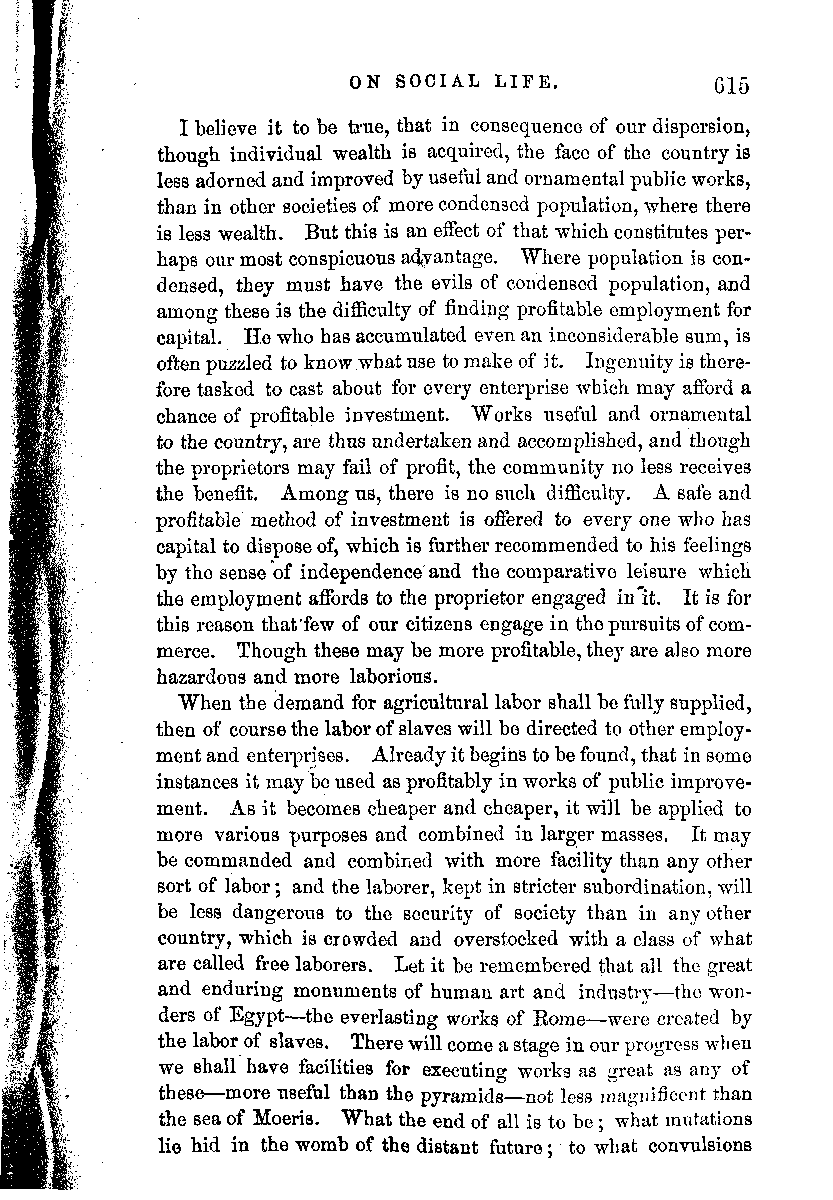 ON SOCIAL LIFE. 615
I believe it to be true, that in consequence of our dispersion,
though individual wealth is acquired, the face of the country is
less adorned and improved by useful and ornamental public works,
than in other societies of more condensed population, where there
is less wealth. But this is an effect of that which constitutes per-
haps our most conspicuous advantage. Where population is con-
densed, they must have the evils of condensed population, and
among these is the difficulty of finding profitable employment for
capital. He who has accumulated even an inconsiderable sum, is
often puzzled to know what use to make of it. Ingenuity is there-
fore tasked to cast about for every enterprise which may afford a
chance of profitable investment. Works useful and ornamental
to the country, are thus undertaken and accomplished, and though
the proprietors may fail of profit, the community no less receives
the benefit. Among us, there is no such difficulty. A safe and
profitable method of investment is offered to every one who has
capital to dispose of, which is further recommended to his feelings
by the sense of independence and the comparative leisure which
the employment affords to the proprietor engaged in it. It is for
this reason that few of our citizens engage in the pursuits of com-
merce. Though these may be more profitable, they are also more
hazardous and more laborious.
When the demand for agricultural labor shall be fully supplied,
then of course the labor of slaves will be directed to other employ-
ment and enterprises. Already it begins to be found, that in some
instances it may be used as profitably in works of public improve-
ment. As it becomes cheaper and cheaper, it will be applied to
more various purposes and combined in larger masses. It may
be commanded and combined with more facility than any other
sort of labor; and the laborer, kept in stricter subordination, will
be less dangerous to the security of society than in any other
country, which is crowded and overstocked with a class of what
are called free laborers. Let it be remembered that all the great
and enduring monuments of human art and industry—the won-
ders of Egypt—the everlasting works of Rome—were created by
the labor of slaves. There will come a stage in our progress when
we shall have facilities for executing works as great as any of
these—more useful than the pyramids—not less magnificent than
the sea of Moeris. What the end of all is to be; what mutations
lie hid in the womb of the distant future; to what convulsions